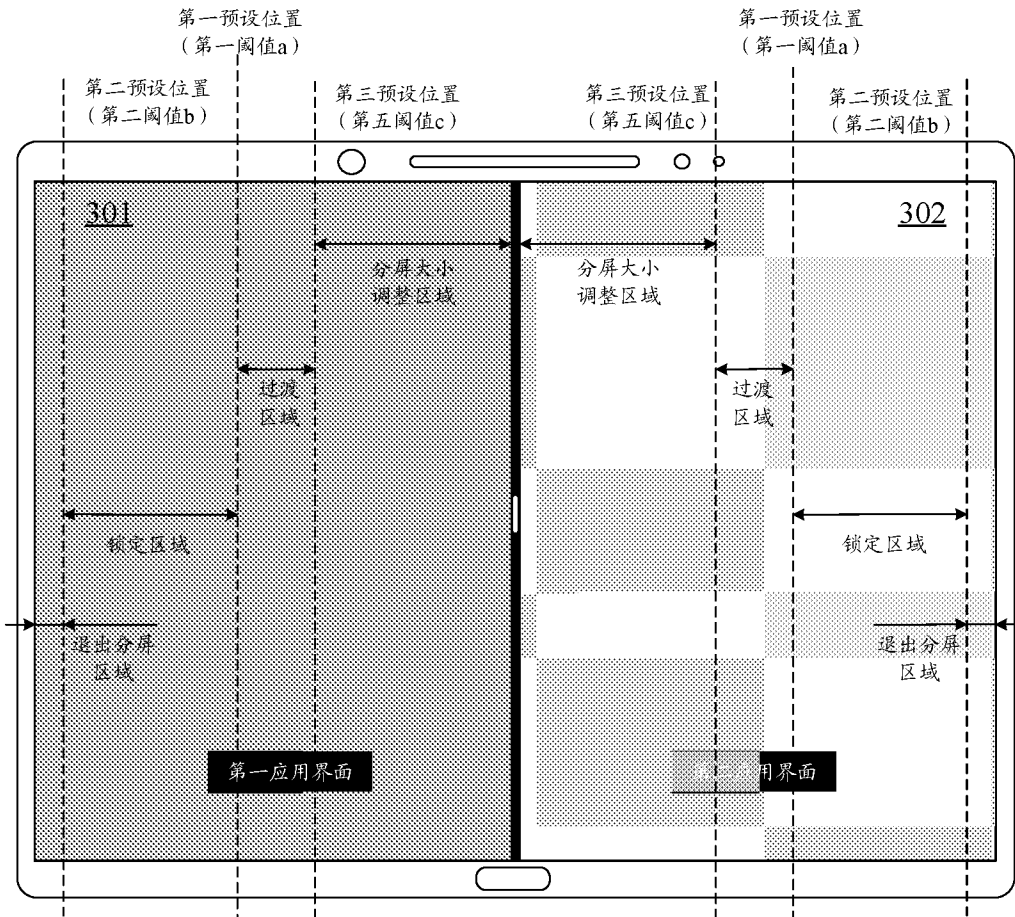 第一预设位置
（第一阈值a）
第一预设位置
（第一阈值a）
第二预设位置
（第二阈值b）
第三预设位置
（第五阈值c）
第三预设位置
（第五阈值c）
第二预设位置
（第二阈值b）
301
302
分屏大小
调整区域
分屏大小
调整区域
过渡
区域
过渡
区域
锁定区域
锁定区域
退出分屏
区域
退出分屏
区域
第一应用界面
第二应用界面